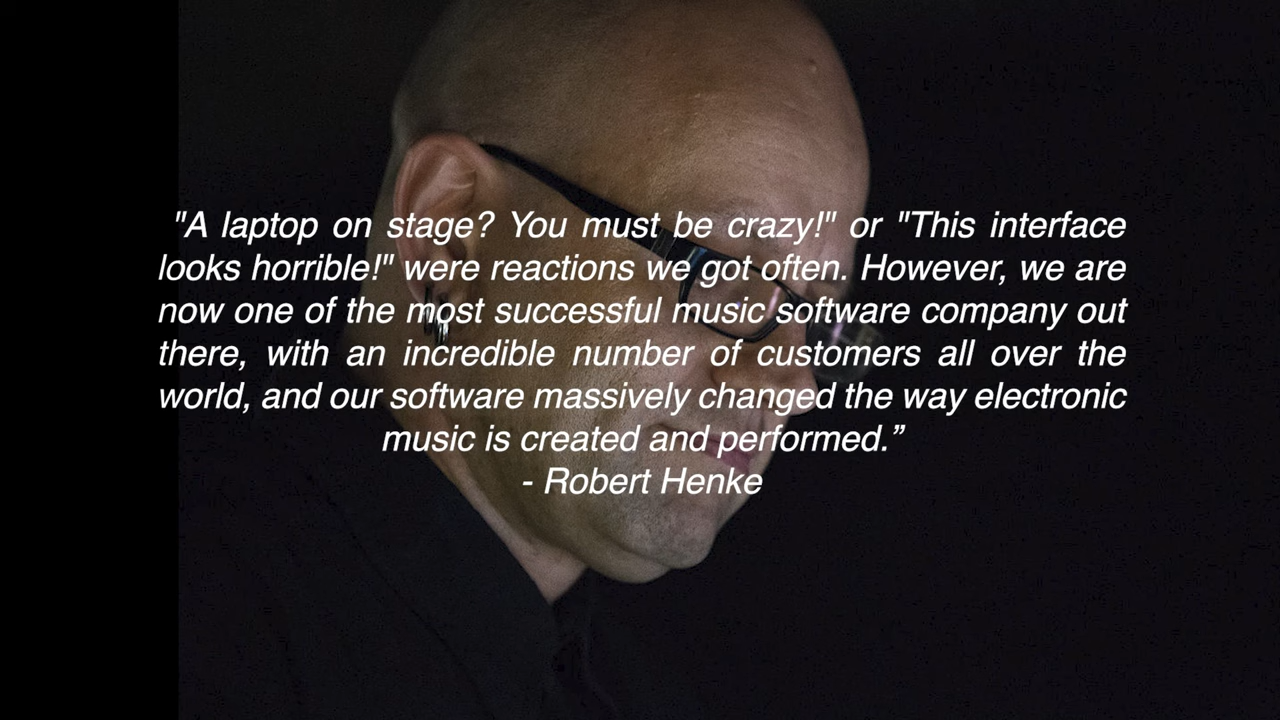 "A laptop on stage? You must be crazy!" or "This interface
looks horrible!" were reactions we got often. However, we are
now one of the most successful music software company out
there, with an incredible number of customers all over the
world, and our software massively changed the way electronic
music is created and performed.”
- Robert Henke